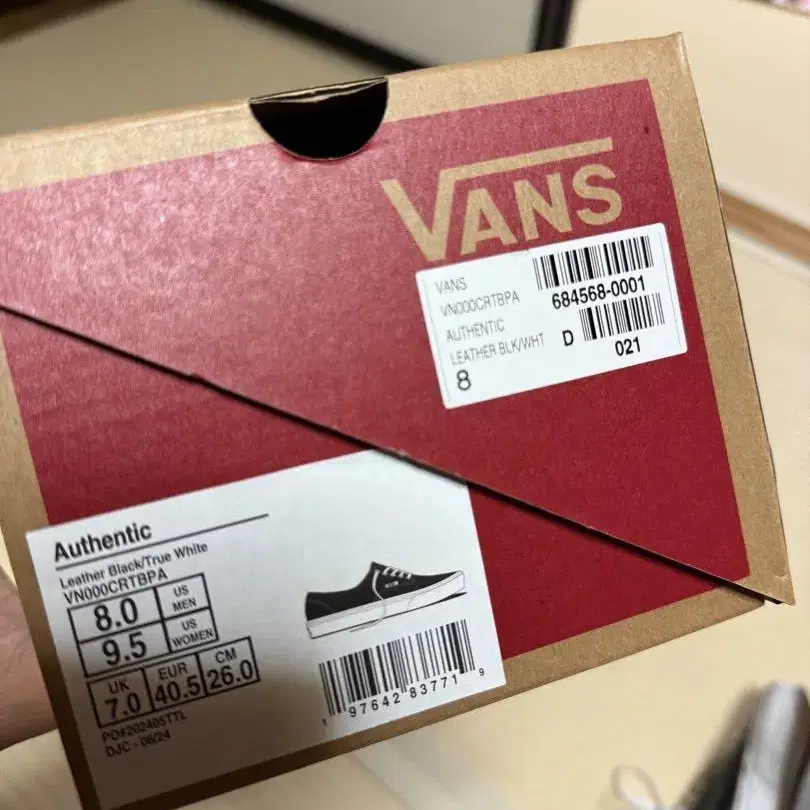 VANS
VANS
VN000CRTBPA
AUTHENTIC
LEATHER BLK/WHT
8
684568-0001
D
021
Authentic
Leather Black/True White
VN000CRTBPA
8.0 US MEN
9.5 US WOMEN
UK 7.0
EUR 40.5
CM 26.0
PO#202405TTL
DJC - 06/24
1 97642 83771 9